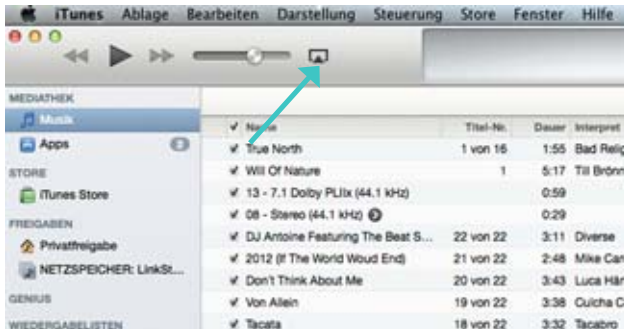 iTunes Ablage Bearbeiten Darstellung Steuerung Store Fenster Hilfe
MEDIATHEK
Musik
Apps 2
STORE
iTunes Store
FREIGABEN
Privatfreigabe
NETZSPEICHER: LinkSt...
GENIUS
WIEDERGABELISTEN
Name Titel-Nr. Dauer Interpret
True North 1 von 16 1:55 Bad Relig
Will Of Nature 1 5:17 Till Brönn
13 - 7.1 Dolby PLIIx (44.1 kHz) 0:59
08 - Stereo (44.1 kHz) 0:29
DJ Antoine Featuring The Beat S... 22 von 22 3:11 Diverse
2012 (If The World Woud End) 21 von 22 2:48 Mike Can
Don't Think About Me 20 von 22 3:43 Luca Hän
Von Allein 19 von 22 3:38 Culcha C
Tacata 18 von 22 3:32 Tacabro